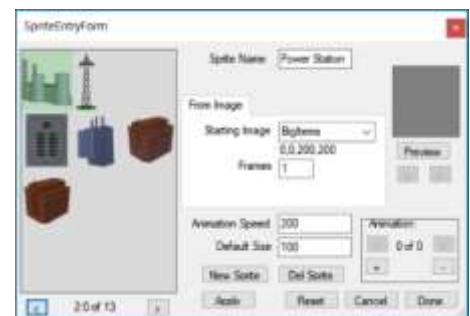 SpriteEntryForm
Sprite Name Power Station
From Image
Starting Image BigItems
0,0,200,200
Frames 1
Preview
Animation Speed 200
Default Size 100
Animation
0 of 0
+ -
New Sprite Del Sprite
Apply Reset Cancel Done
< 2.0 of 13 >